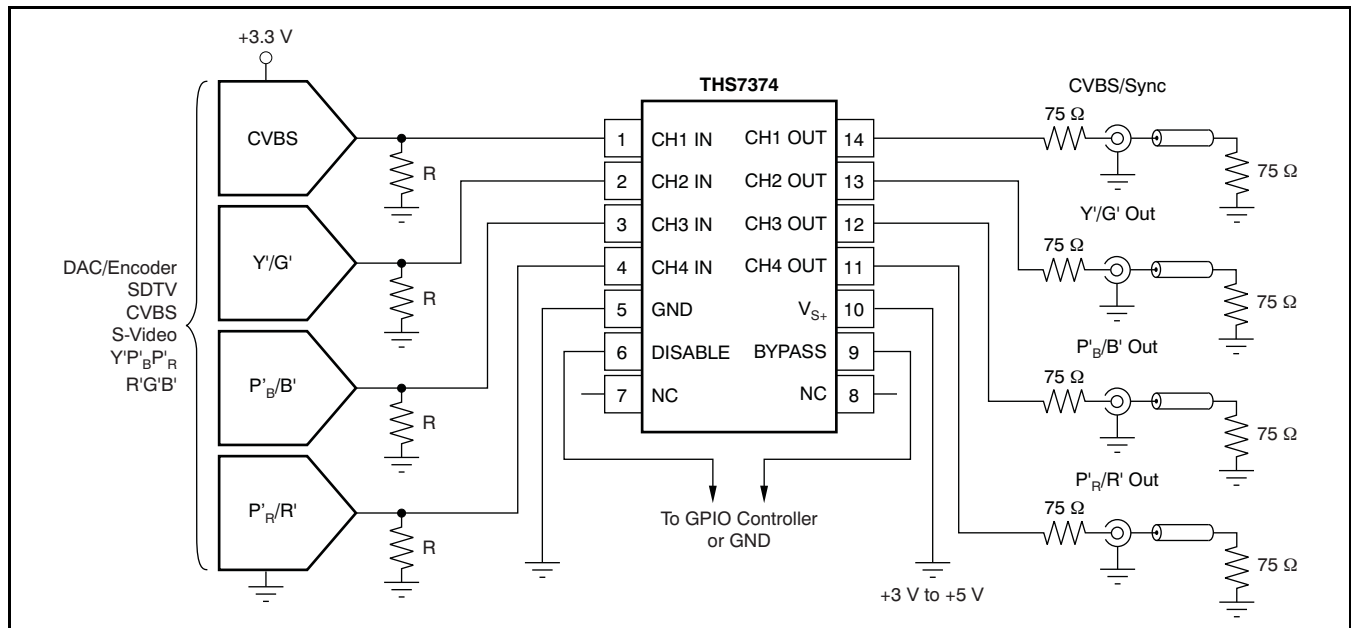 +3.3 V
THS7374
CVBS/Sync
75 Ω
CVBS
R
1 CH1 IN CH1 OUT 14
75 Ω
2 CH2 IN CH2 OUT 13
Y'/G' Out
75 Ω
Y'/G'
R
3 CH3 IN CH3 OUT 12
4 CH4 IN CH4 OUT 11
75 Ω
DAC/Encoder
SDTV
CVBS
S-Video
Y'P'BP'R
R'G'B'
5 GND VS+ 10
6 DISABLE BYPASS 9
7 NC NC 8
P'B/B' Out
75 Ω
P'B/B'
R
75 Ω
P'R/R' Out
75 Ω
P'R/R'
R
To GPIO Controller
or GND
75 Ω
+3 V to +5 V